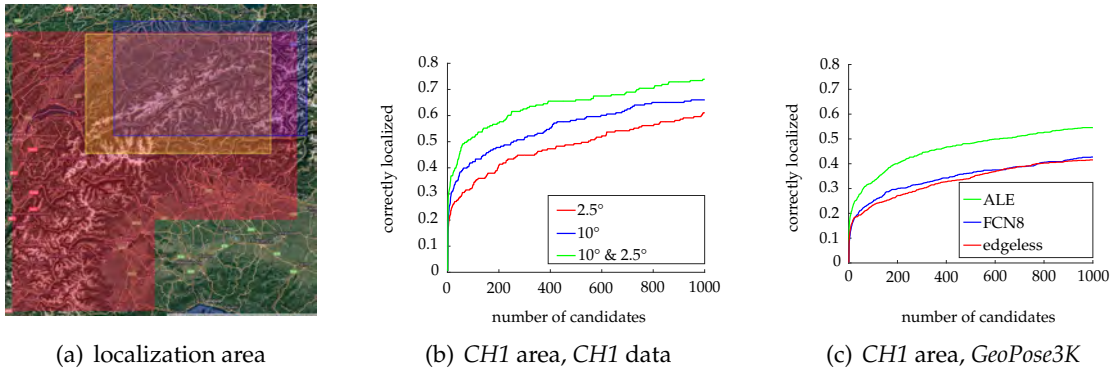 correctly localized
0.8
0.7
0.6
0.5
0.4
0.3
0.2
0.1
0
2.5°
10°
10° & 2.5°
0 200 400 600 800 1000
number of candidates
correctly localized
0.8
0.7
0.6
0.5
0.4
0.3
0.2
0.1
0
ALE
FCN8
edgeless
0 200 400 600 800 1000
number of candidates
(a) localization area
(b) CH1 area, CH1 data
(c) CH1 area, GeoPose3K